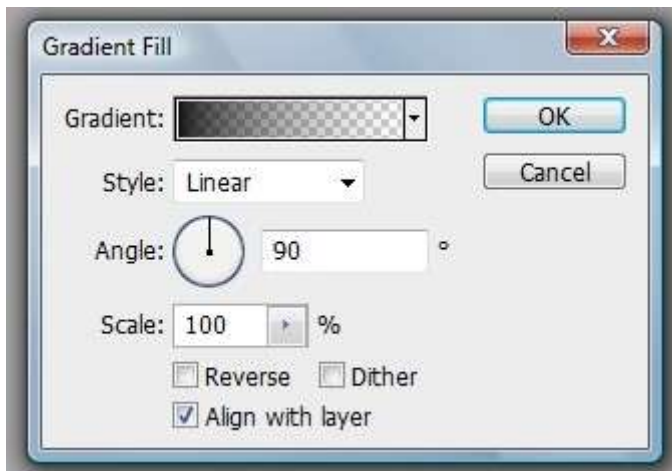 Gradient Fill
Gradient:
OK
Style: Linear
Cancel
Angle: 90 °
Scale: 100 %
Reverse Dither
Align with layer